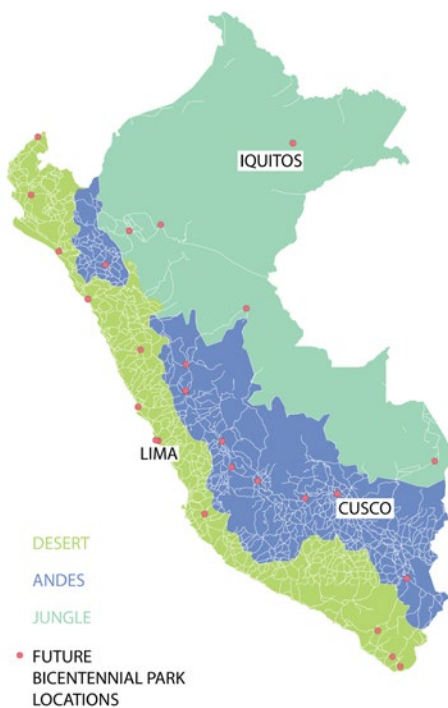 IQUITOS
LIMA
CUSCO
DESERT
ANDES
JUNGLE
FUTURE
BICENTENNIAL PARK
LOCATIONS